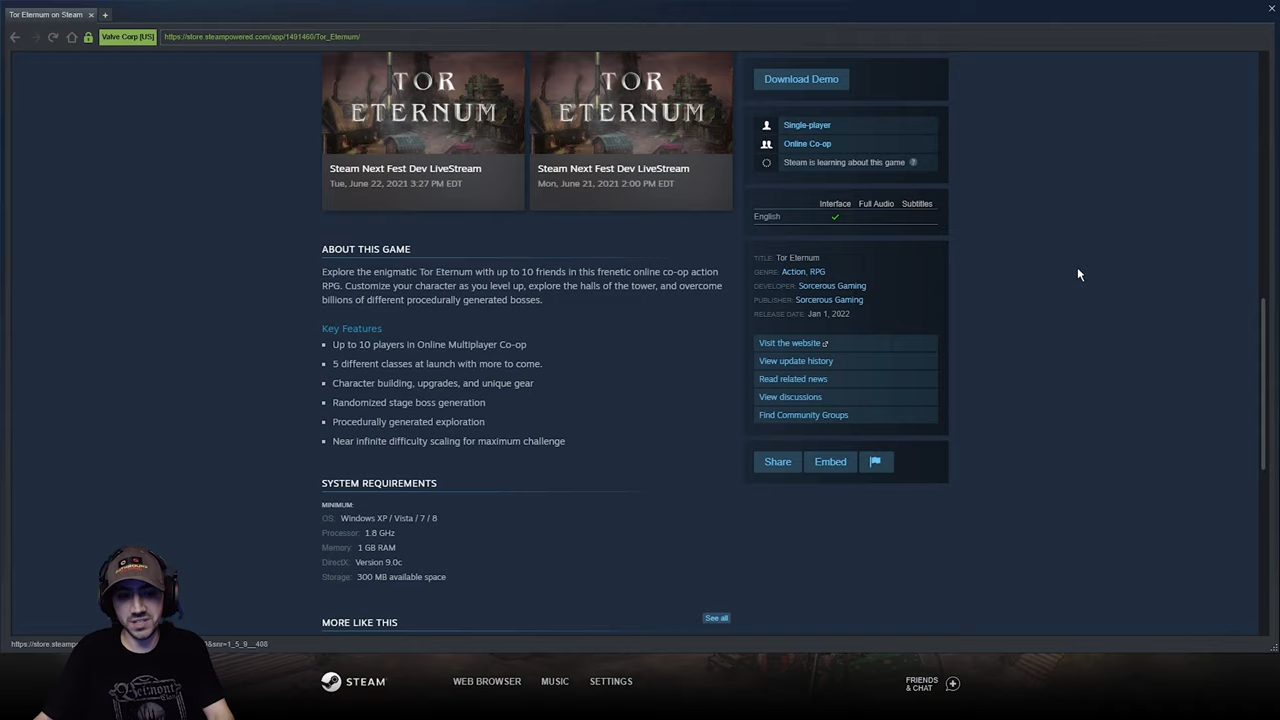 Tor Eternum on Steam
Valve Corp [US]
https://store.steampowered.com/app/1491460/Tor_Eternum/
TOR
ETERNUM
Steam Next Fest Dev LiveStream
Tue, June 22, 2021 3:27 PM EDT
TOR
ETERNUM
Steam Next Fest Dev LiveStream
Mon, June 21, 2021 2:00 PM EDT
ABOUT THIS GAME
Explore the enigmatic Tor Eternum with up to 10 friends in this frenetic online co-op action
RPG. Customize your character as you level up, explore the halls of the tower, and overcome
billions of different procedurally generated bosses.
Key Features
Up to 10 players in Online Multiplayer Co-op
5 different classes at launch with more to come.
Character building, upgrades, and unique gear
Randomized stage boss generation
Procedurally generated exploration
Near infinite difficulty scaling for maximum challenge
SYSTEM REQUIREMENTS
MINIMUM:
OS: Windows XP / Vista / 7 / 8
Processor: 1.8 GHz
Memory: 1 GB RAM
DirectX: Version 9.0c
Storage: 300 MB available space
MORE LIKE THIS
See all
Download Demo
Single-player
Online Co-op
Steam is learning about this game ?
Interface Full Audio Subtitles
English
TITLE: Tor Eternum
GENRE: Action, RPG
DEVELOPER: Sorcerous Gaming
PUBLISHER: Sorcerous Gaming
RELEASE DATE: Jan 1, 2022
Visit the website
View update history
Read related news
View discussions
Find Community Groups
Share
Embed
https://store.steamp
&snr=1_5_9__408
STEAM
WEB BROWSER
MUSIC
SETTINGS
FRIENDS
& CHAT
Belmont